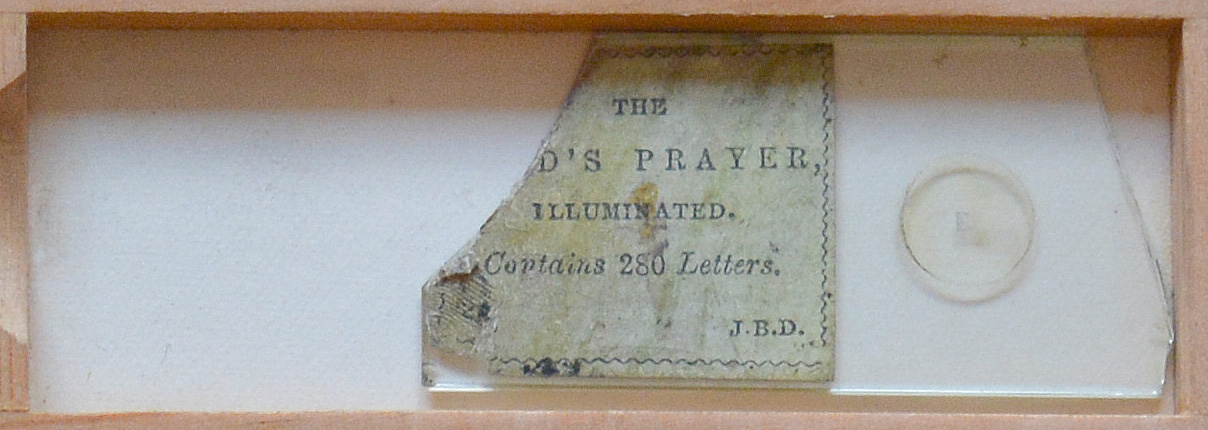 THE
D'S PRAYER,
ILLUMINATED.
Contains 280 Letters.
J.B.D.